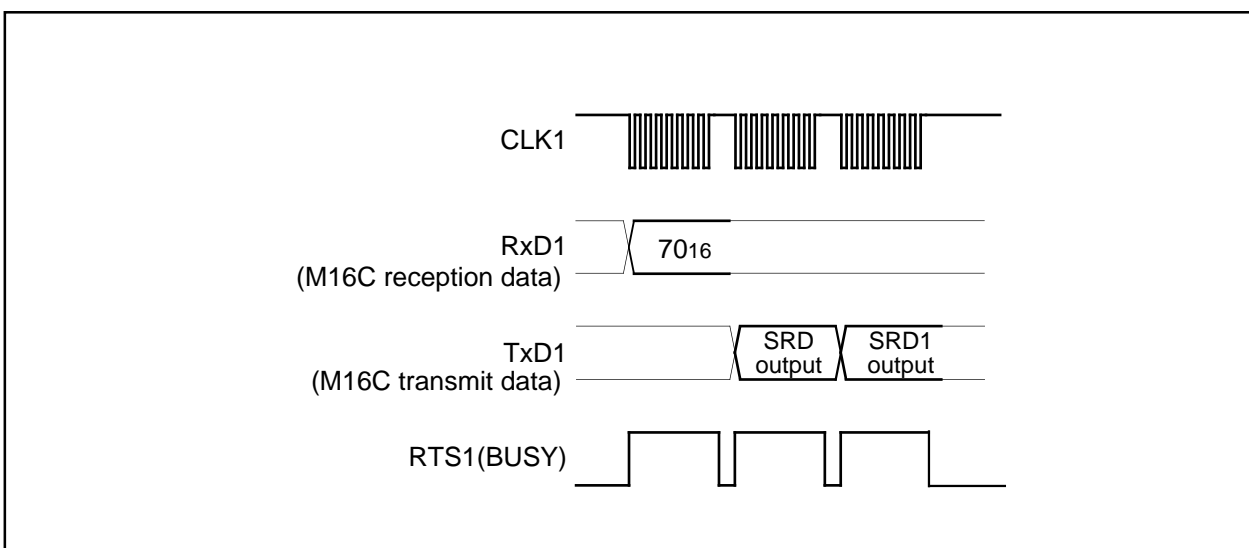 CLK1
RxD1
(M16C reception data)
7016
TxD1
(M16C transmit data)
SRD
output
SRD1
output
RTS1(BUSY)